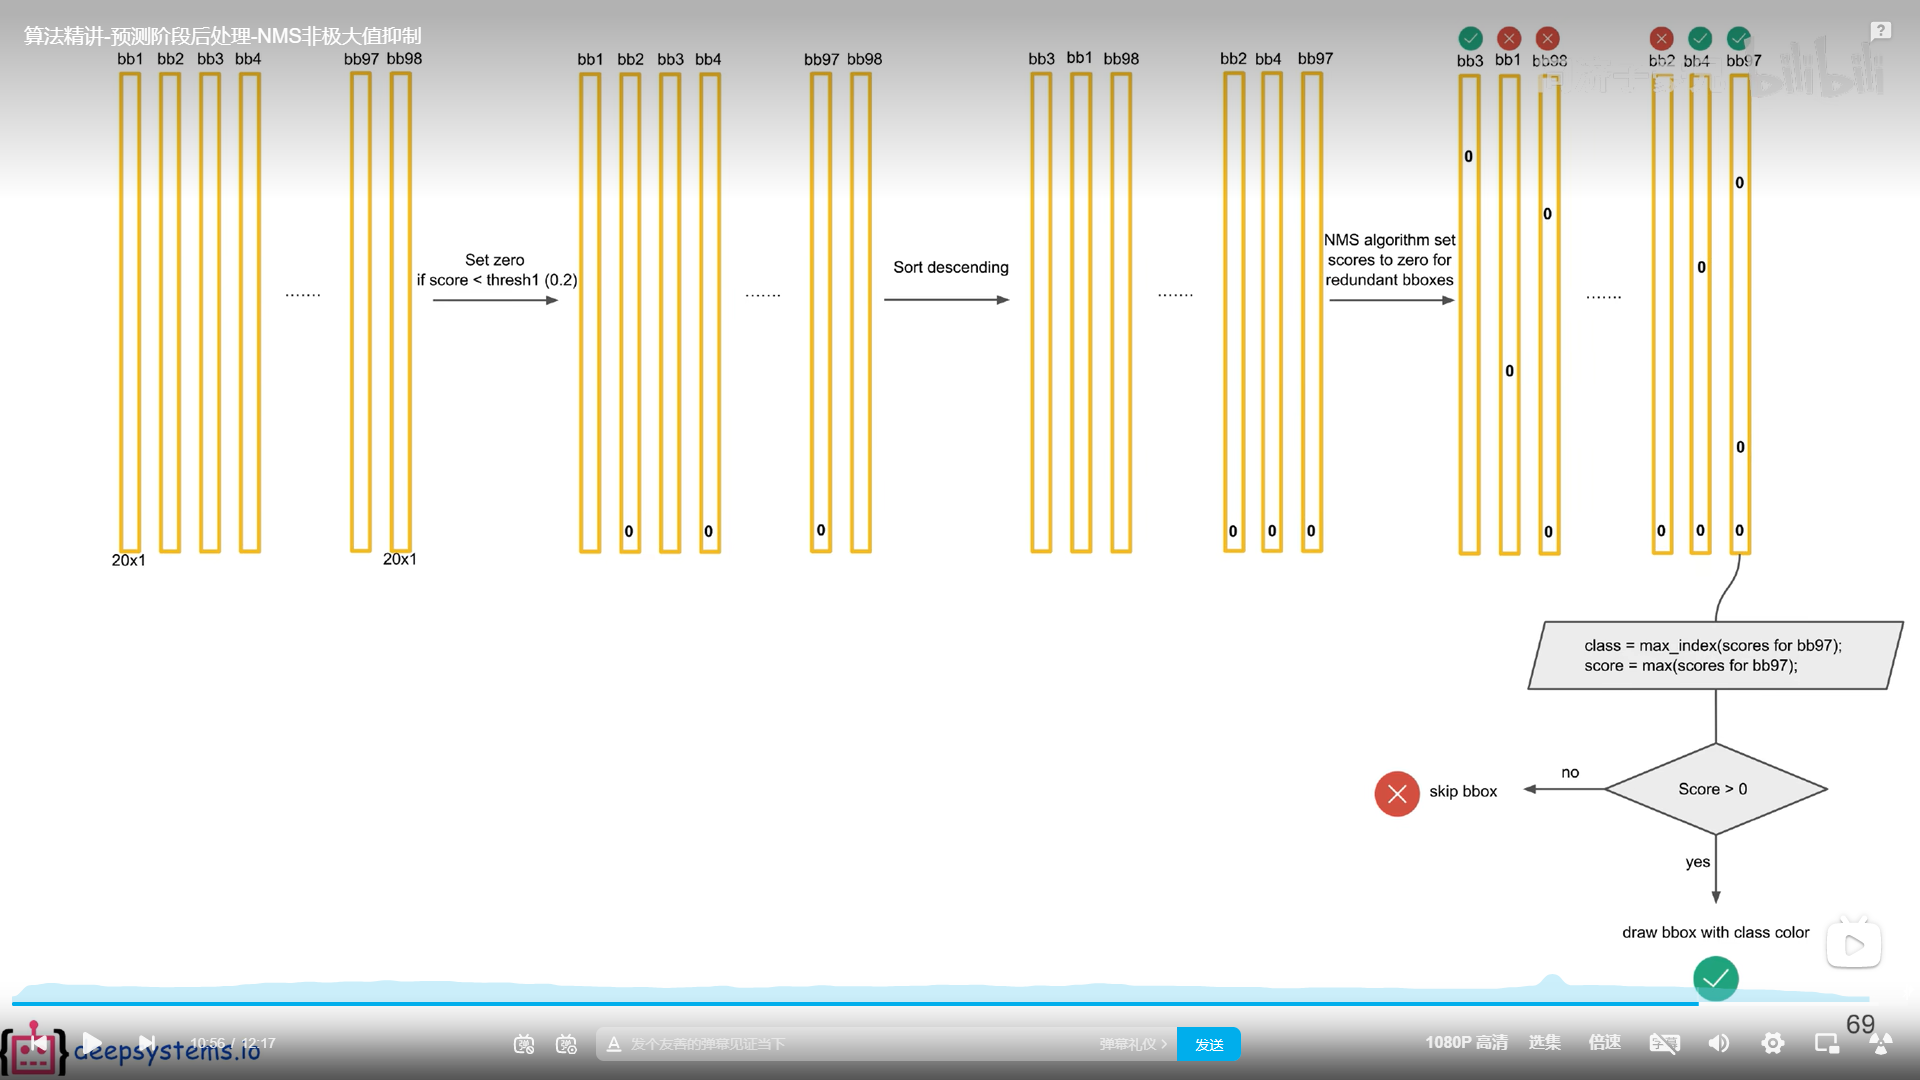 算法精讲-预测阶段后处理-NMS非极大值抑制
bb1 bb2 bb3 bb4 bb97 bb98
bb1 bb2 bb3 bb4 bb97 bb98
bb3 bb1 bb98 bb2 bb4 bb97
bb3 bb1 bb98 bb2 bb4 bb97
bilibili
?
0
0
0
0
0
0
0
Set zero
if score < thresh1 (0.2)
Sort descending
NMS algorithm set
scores to zero for
redundant bboxes
....... ....... ....... .......
0 0 0 0 0 0 0 0 0 0
20x1 20x1
class = max_index(scores for bb97);
score = max(scores for bb97);
Score > 0
no
skip bbox
yes
draw bbox with class color
69
deepsystems.io
10:56 / 12:17
发个友善的弹幕见证当下
弹幕礼仪
发送
1080P 高清
选集
倍速